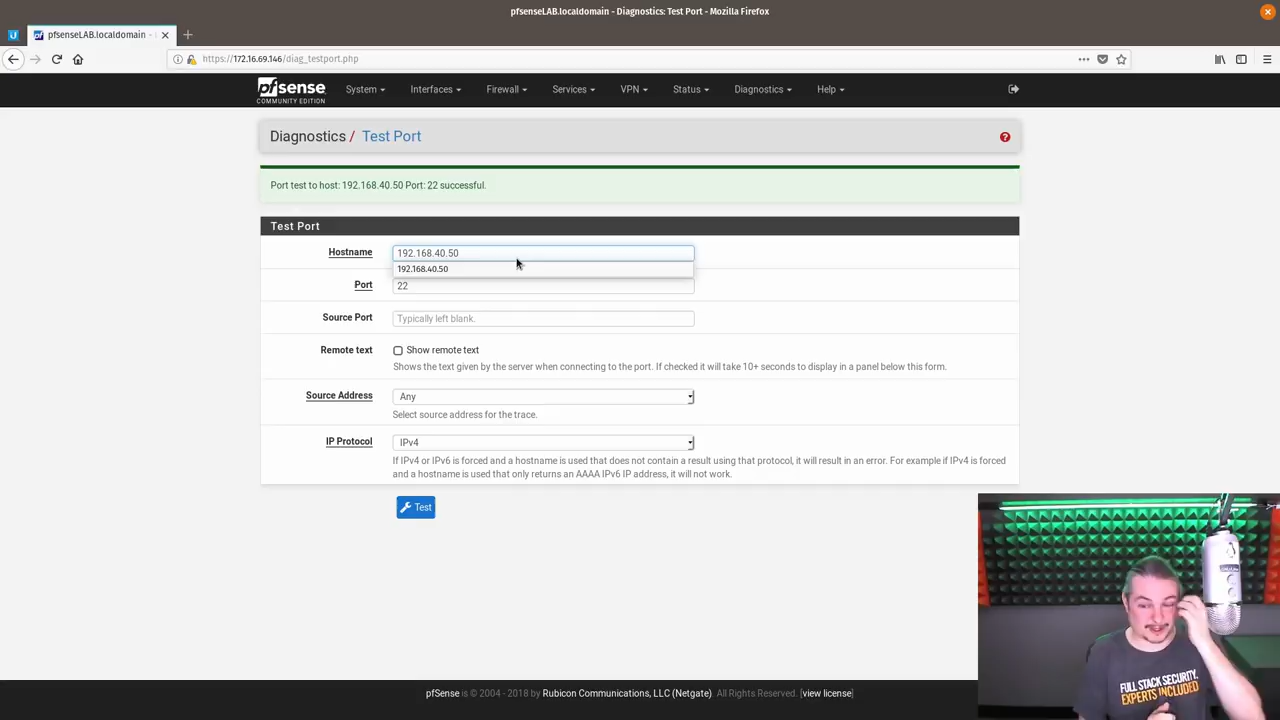 pfsenseLAB.localdomain - Diagnostics: Test Port - Mozilla Firefox
pfsenseLAB.localdomain -
https://172.16.69.146/diag_testport.php
pfsense
COMMUNITY EDITION
System Interfaces Firewall Services VPN Status Diagnostics Help
Diagnostics / Test Port
Port test to host: 192.168.40.50 Port: 22 successful.
Test Port
Hostname 192.168.40.50
192.168.40.50
Port 22
Source Port Typically left blank.
Remote text Show remote text
Shows the text given by the server when connecting to the port. If checked it will take 10+ seconds to display in a panel below this form.
Source Address Any
Select source address for the trace.
IP Protocol IPv4
If IPv4 or IPv6 is forced and a hostname is used that does not contain a result using that protocol, it will result in an error. For example if IPv4 is forced
and a hostname is used that only returns an AAAA IPv6 IP address, it will not work.
Test
FULL STACK SECURITY.
EXPERTS INCLUDED
pfSense is © 2004 - 2018 by Rubicon Communications, LLC (Netgate). All Rights Reserved. [view license]